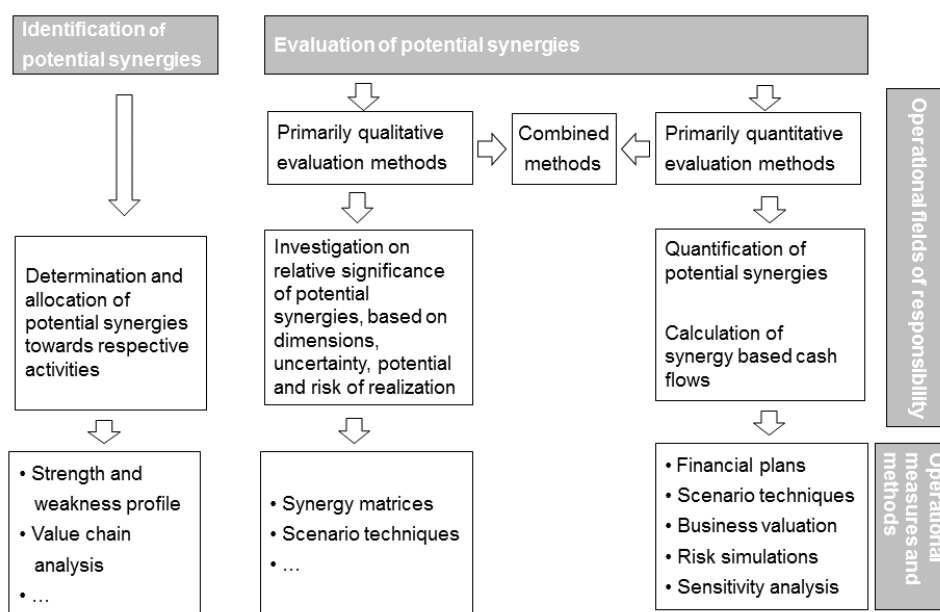 Identification of
potential synergies
Evaluation of potential synergies
Primarily qualitative
evaluation methods
Combined
methods
Primarily quantitative
evaluation methods
Operational fields of responsibility
Determination and
allocation of
potential synergies
towards respective
activities
Investigation on
relative significance
of potential
synergies, based on
dimensions,
uncertainty, potential
and risk of realization
Quantification of
potential synergies
Calculation of
synergy based cash
flows
• Strength and
weakness profile
• Value chain
analysis
• …
• Synergy matrices
• Scenario techniques
• …
• Financial plans
• Scenario techniques
• Business valuation
• Risk simulations
• Sensitivity analysis
Operational
measures and
methods